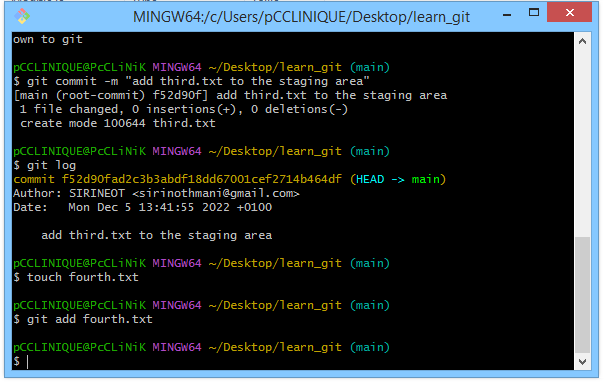 MINGW64:/c/Users/pCCLINIQUE/Desktop/learn_git
own to git
pCCLINIQUE@PcCLiNiK MINGW64 ~/Desktop/learn_git (main)
$ git commit -m "add third.txt to the staging area"
[main (root-commit) f52d90f] add third.txt to the staging area
 1 file changed, 0 insertions(+), 0 deletions(-)
 create mode 100644 third.txt
pCCLINIQUE@PcCLiNiK MINGW64 ~/Desktop/learn_git (main)
$ git log
commit f52d90fad2c3b3abdf18dd67001cef2714b464df (HEAD -> main)
Author: SIRINEOT <sirinothmani@gmail.com>
Date:   Mon Dec 5 13:41:55 2022 +0100
    add third.txt to the staging area
pCCLINIQUE@PcCLiNiK MINGW64 ~/Desktop/learn_git (main)
$ touch fourth.txt
pCCLINIQUE@PcCLiNiK MINGW64 ~/Desktop/learn_git (main)
$ git add fourth.txt
pCCLINIQUE@PcCLiNiK MINGW64 ~/Desktop/learn_git (main)
$